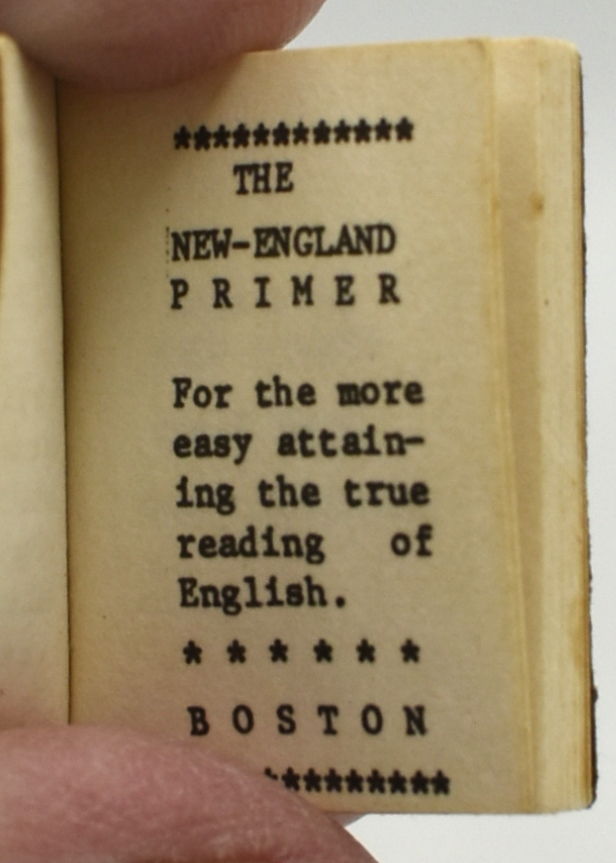 ************
THE
NEW-ENGLAND
P R I M E R
For the more
easy attain-
ing the true
reading of
English.
* * * * * *
B O S T O N
**********